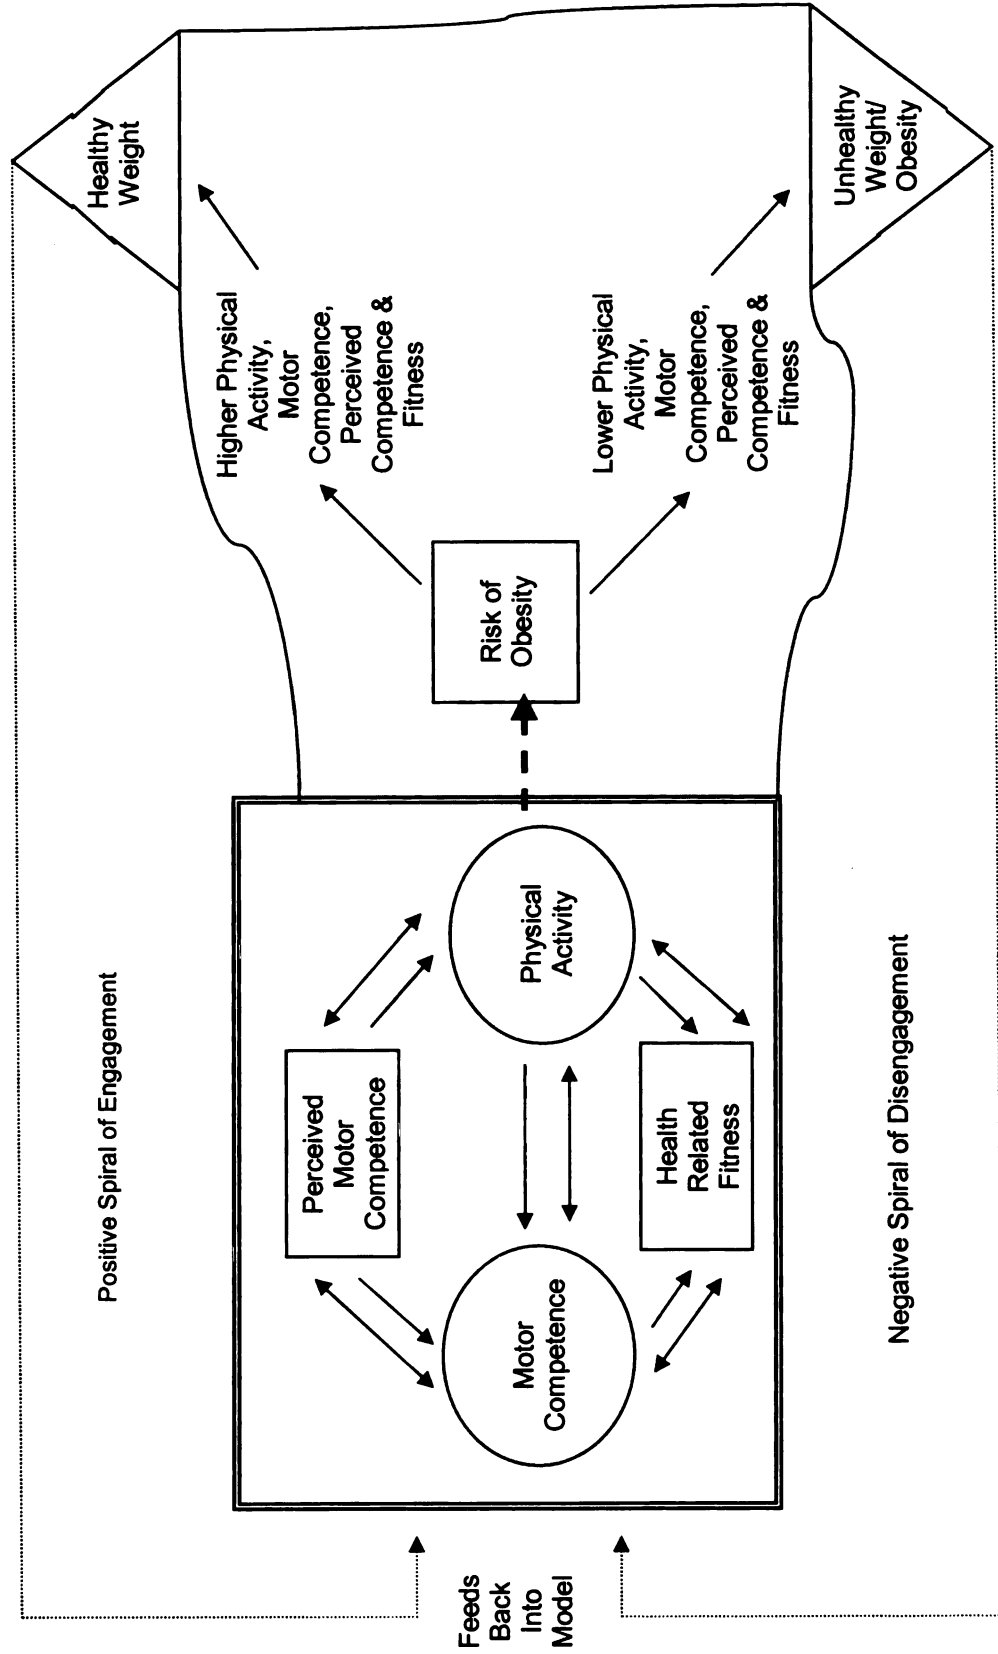 Positive Spiral of Engagement
Feeds
Back
Into
Model
Perceived
Motor
Competence
Motor
Competence
Physical
Activity
Health
Related
Fitness
Risk of
Obesity
Higher Physical
Activity,
Motor
Competence,
Perceived
Competence &
Fitness
Lower Physical
Activity,
Motor
Competence,
Perceived
Competence &
Fitness
Healthy
Weight
Unhealthy
Weight/
Obesity
Negative Spiral of Disengagement